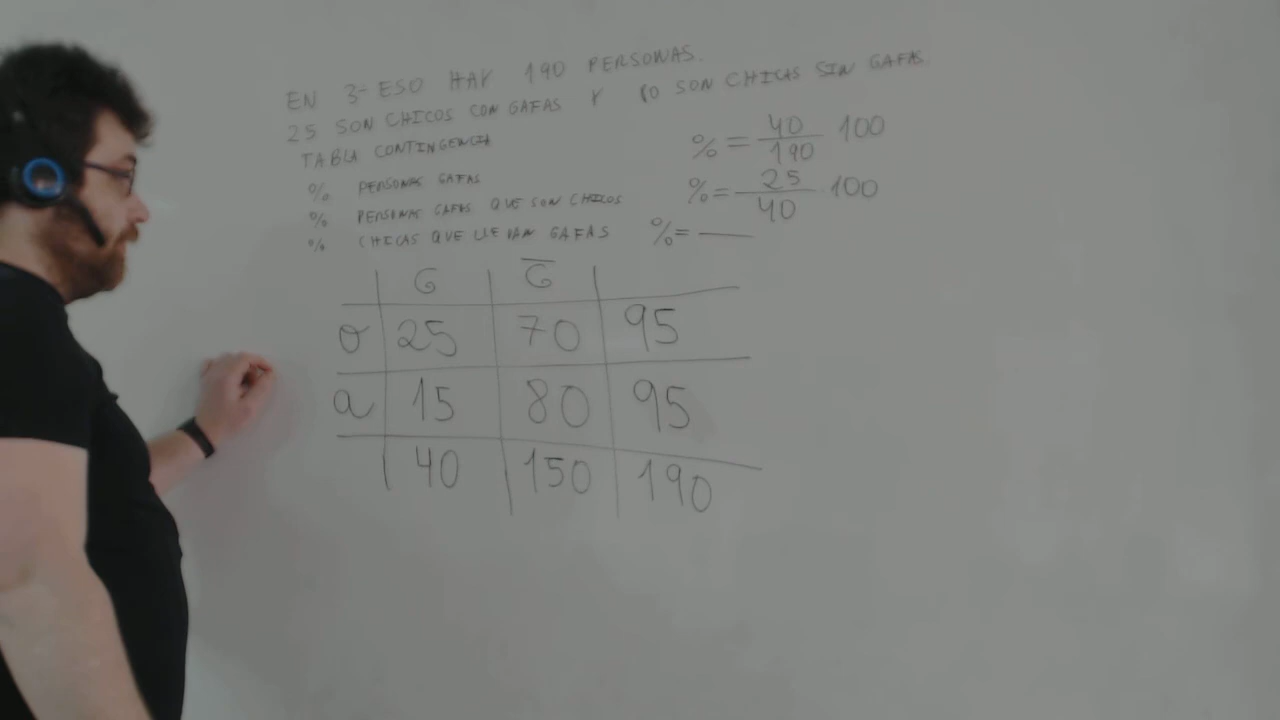 EN 3º ESO HAY 190 PERSONAS.
25 SON CHICOS CON GAFAS Y 80 SON CHICAS SIN GAFAS
TABLA CONTINGENCIA
% PERSONAS GAFAS % = 40/190 · 100
% PERSONAS GAFAS QUE SON CHICOS % = 25/40 · 100
% CHICAS QUE LLEVAN GAFAS % = —
G G̅
o 25 70 95
a 15 80 95
40 150 190